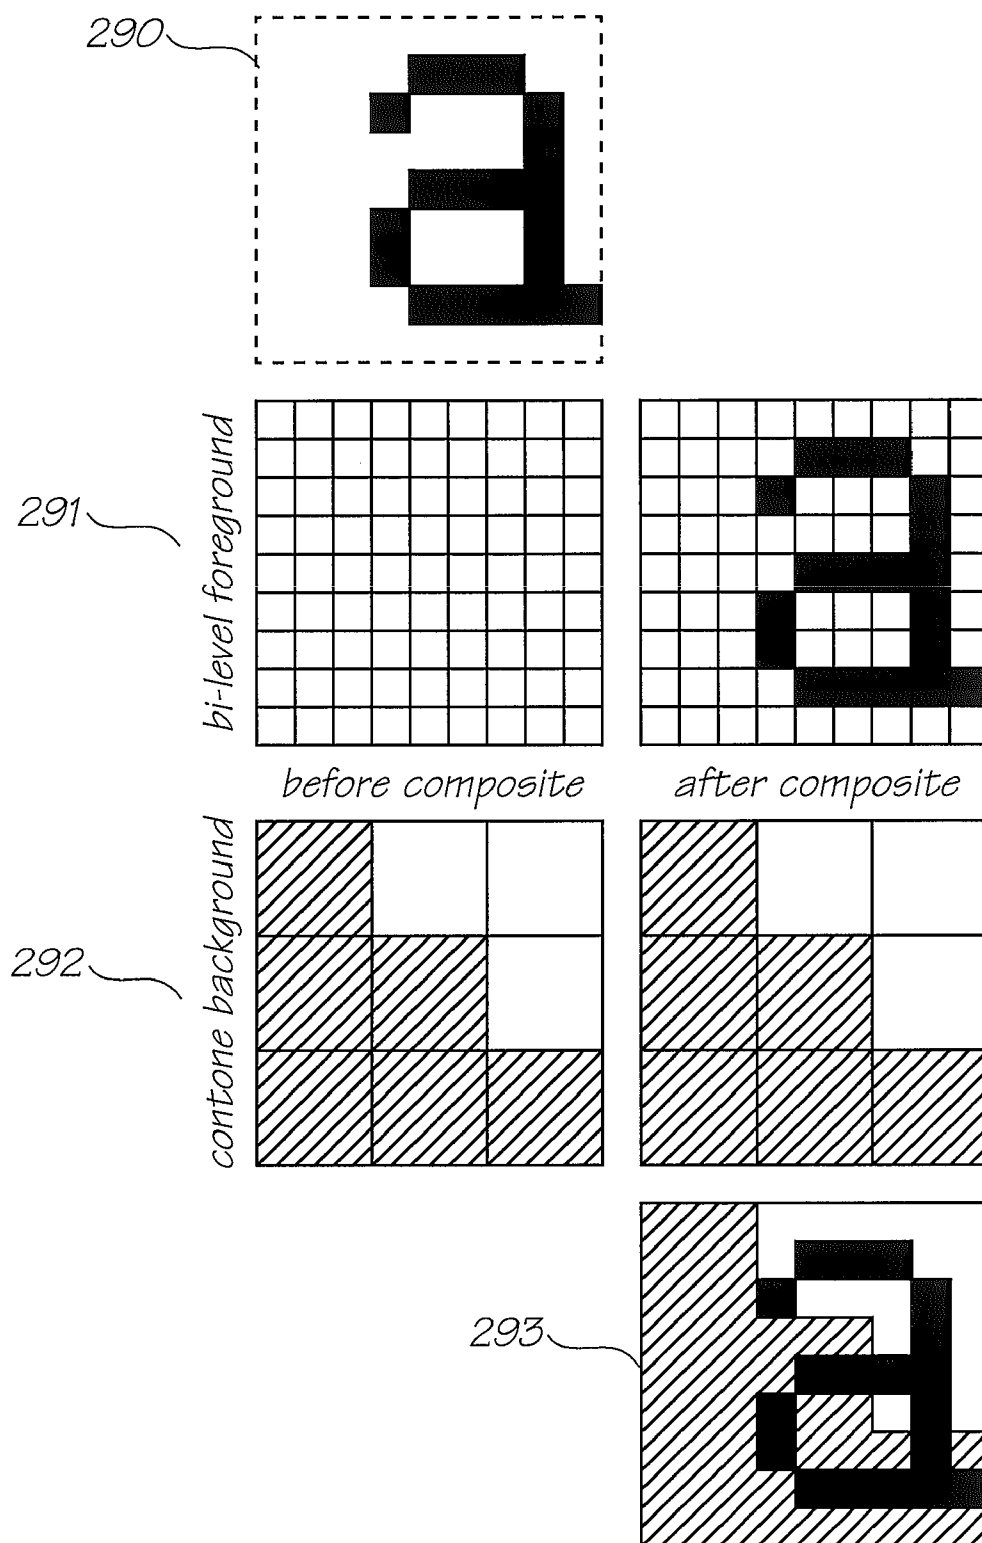 290
a
291
bi-level foreground
a
before composite
after composite
292
contone background
293
a